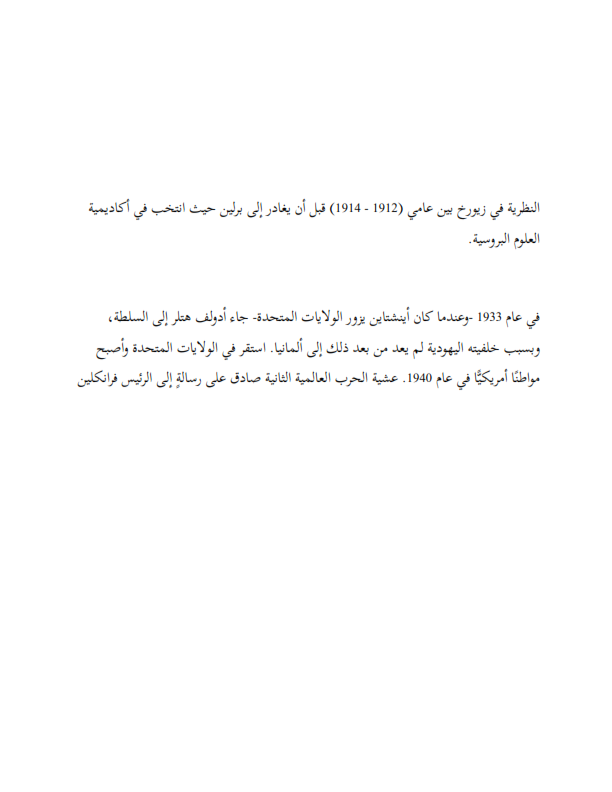 النظرية في زيورخ بين عامي (1912 - 1914) قبل أن يغادر إلى برلين حيث انتخب في أكاديمية
العلوم البروسية.
في عام 1933 -وعندما كان أينشتاين يزور الولايات المتحدة- جاء أدولف هتلر إلى السلطة،
وبسبب خلفيته اليهودية لم يعد من بعد ذلك إلى ألمانيا. استقر في الولايات المتحدة وأصبح
مواطنًا أمريكيًّا في عام 1940. عشية الحرب العالمية الثانية صادق على رسالةٍ إلى الرئيس فرانكلين